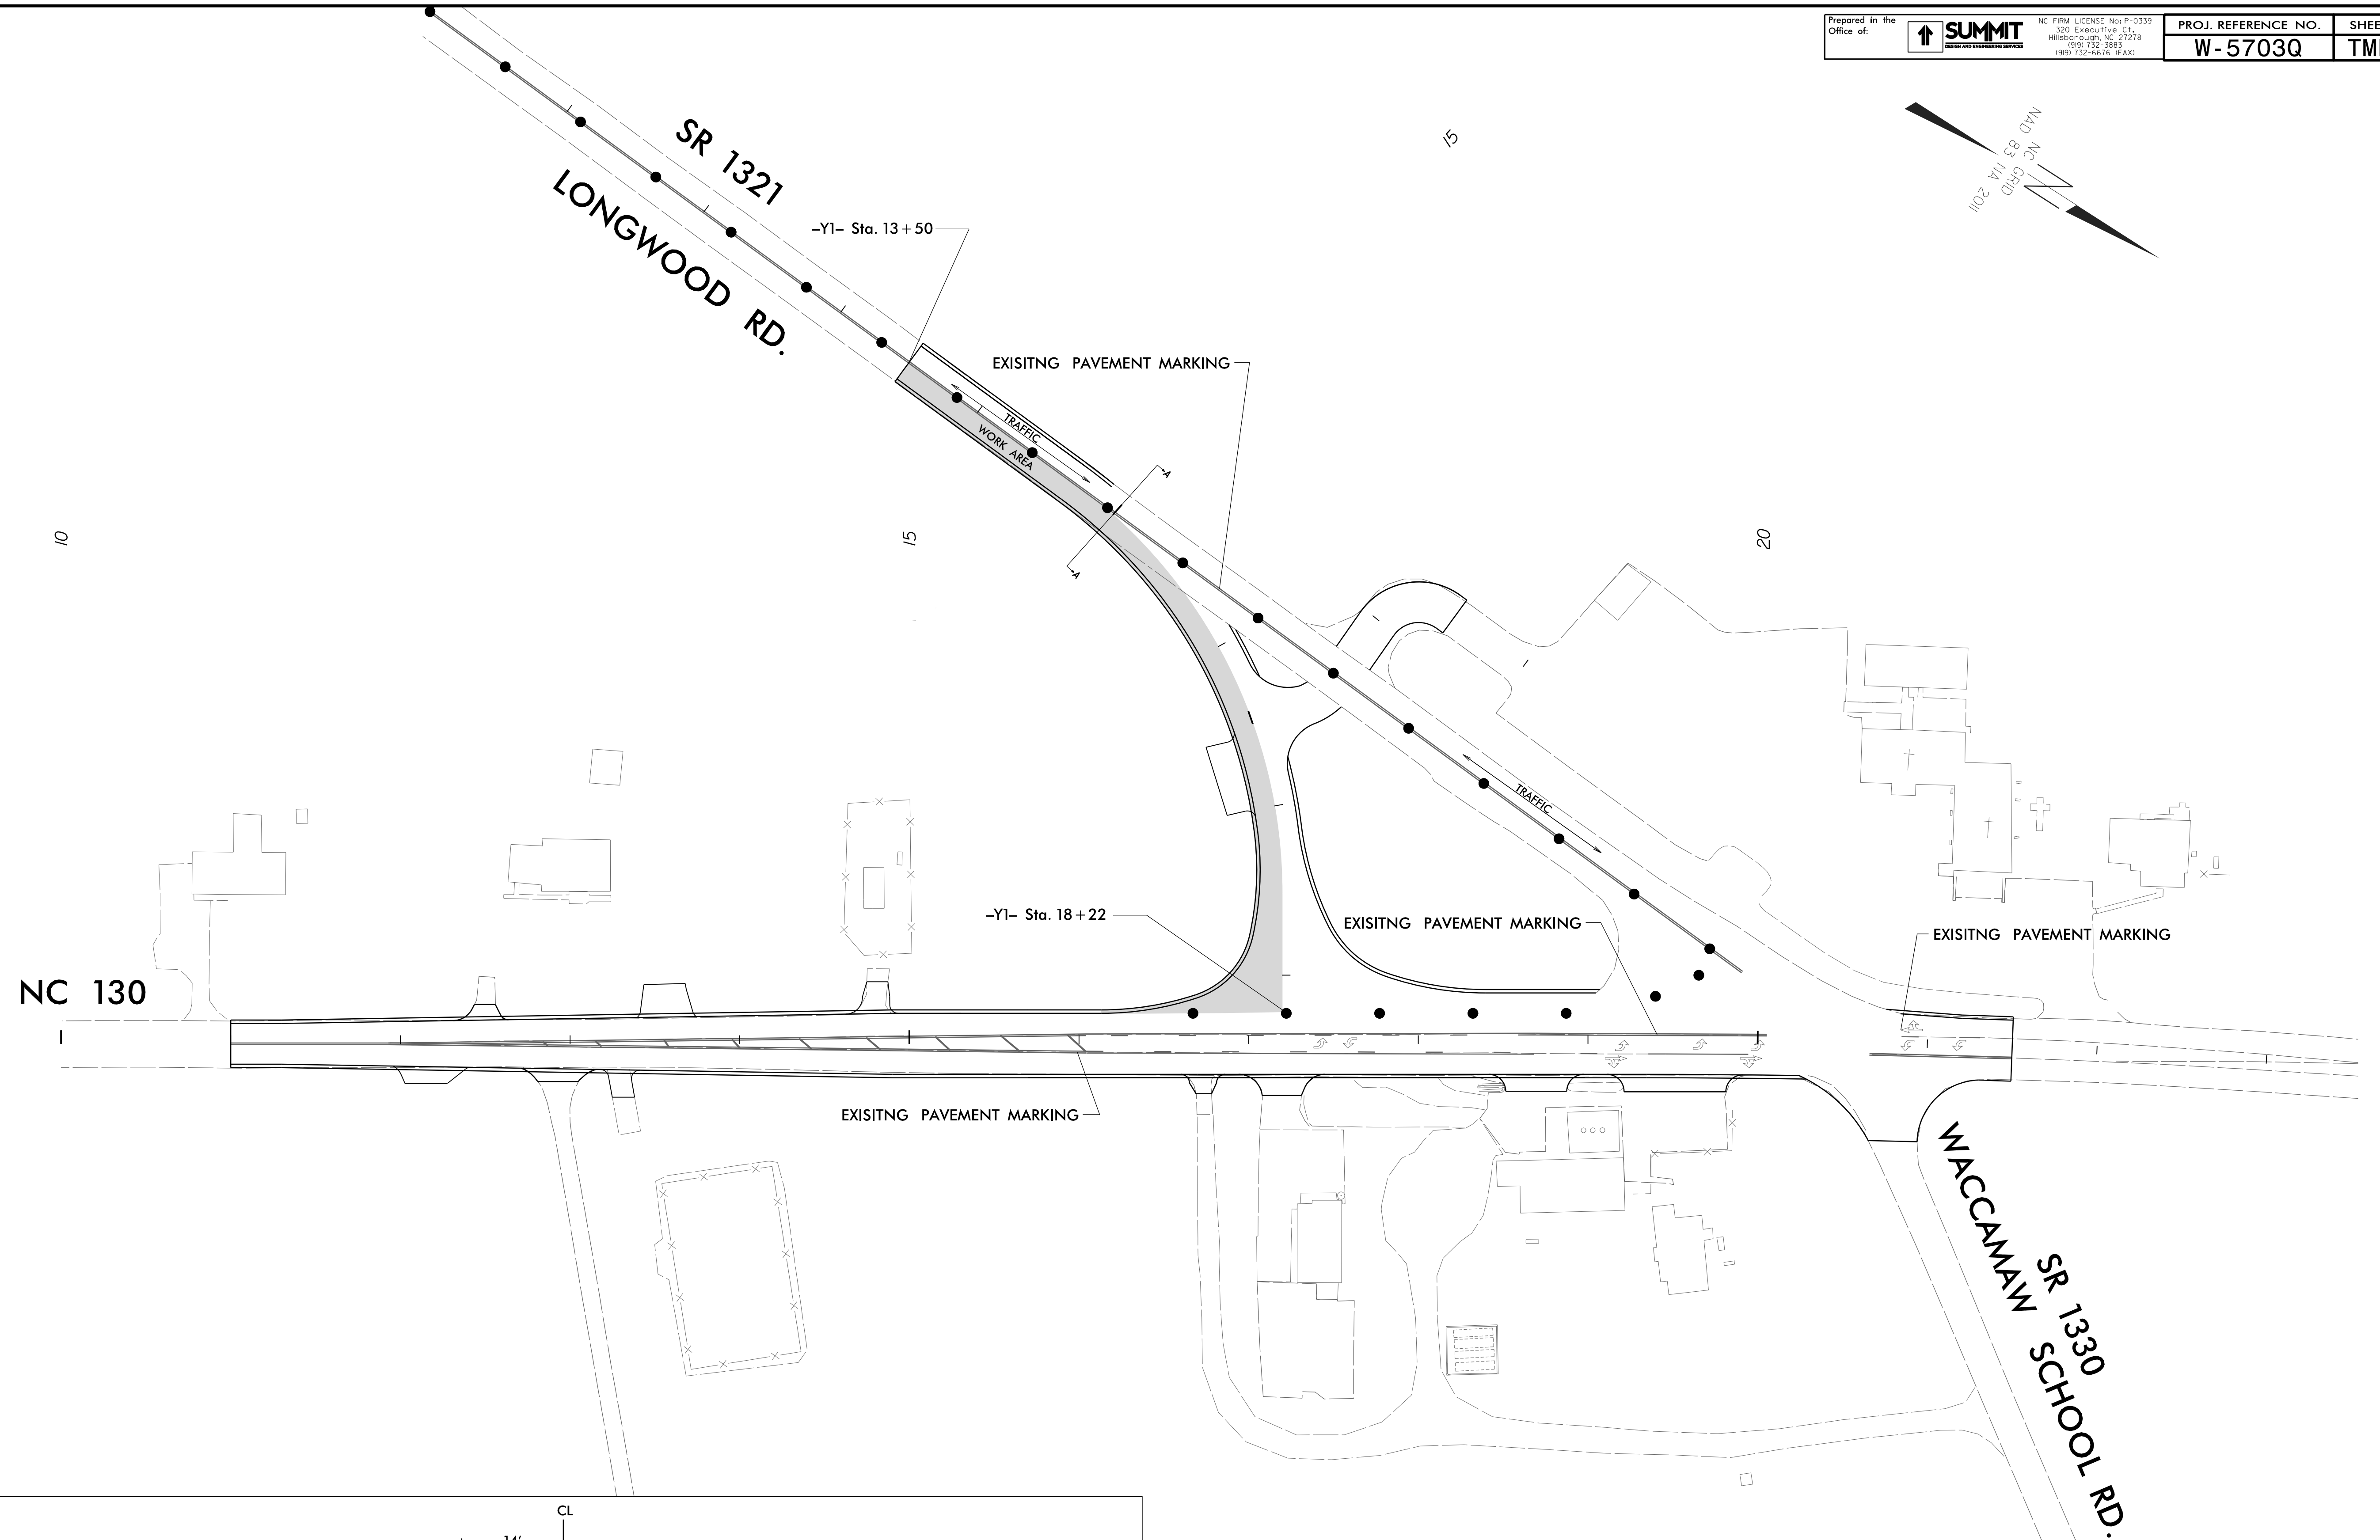 Prepared in the
Office of:
SUMMIT
DESIGN AND ENGINEERING SERVICES
NC FIRM LICENSE No: P-0339
320 Executive Ct.
Hillsborough, NC 27278
(919) 732-3883
(919) 732-6676 (FAX)
PROJ. REFERENCE NO.
W-5703Q
NC GRID
NAD 83 NA 2011
SR 1321
LONGWOOD RD.
15
-Y1- Sta. 13+50
EXISITNG PAVEMENT MARKING
TRAFFIC
WORK AREA
A
A
10
15
20
TRAFFIC
-Y1- Sta. 18+22
EXISITNG PAVEMENT MARKING
EXISITNG PAVEMENT MARKING
NC 130
EXISITNG PAVEMENT MARKING
SR 1330
WACCAMAW SCHOOL RD.
CL